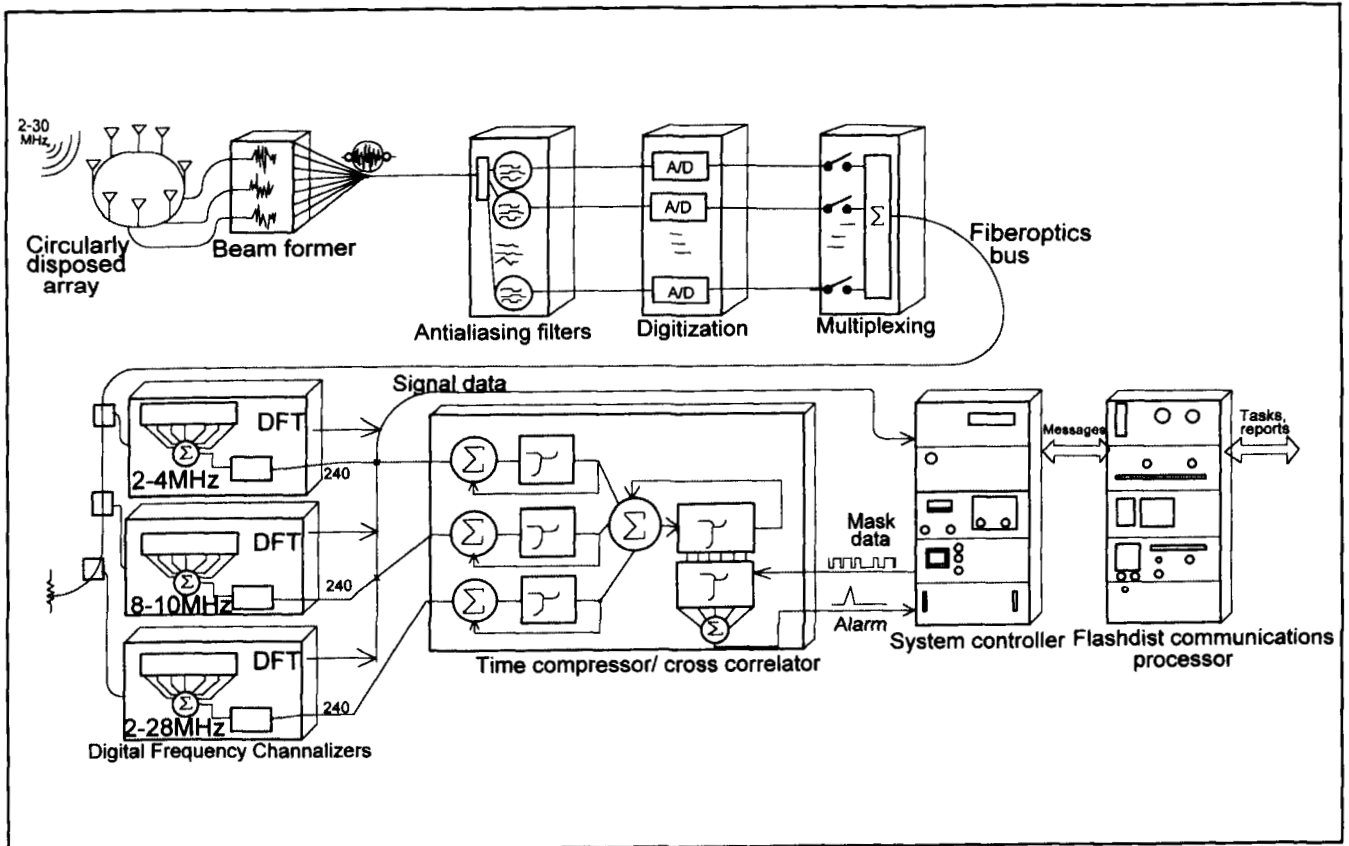 2-30
MHz
Circularly
disposed
array
Beam former
Antialiasing filters
A/D
A/D
A/D
Digitization
Σ
Multiplexing
Fiberoptics
bus
Signal data
DFT
Σ
2-4MHz
240
DFT
Σ
8-10MHz
240
DFT
Σ
2-28MHz
240
Digital Frequency Channalizers
Σ
Σ
Σ
Σ
Σ
Time compressor/ cross correlator
Mask
data
Alarm
System controller
Messages
Flashdist communications
processor
Tasks,
reports